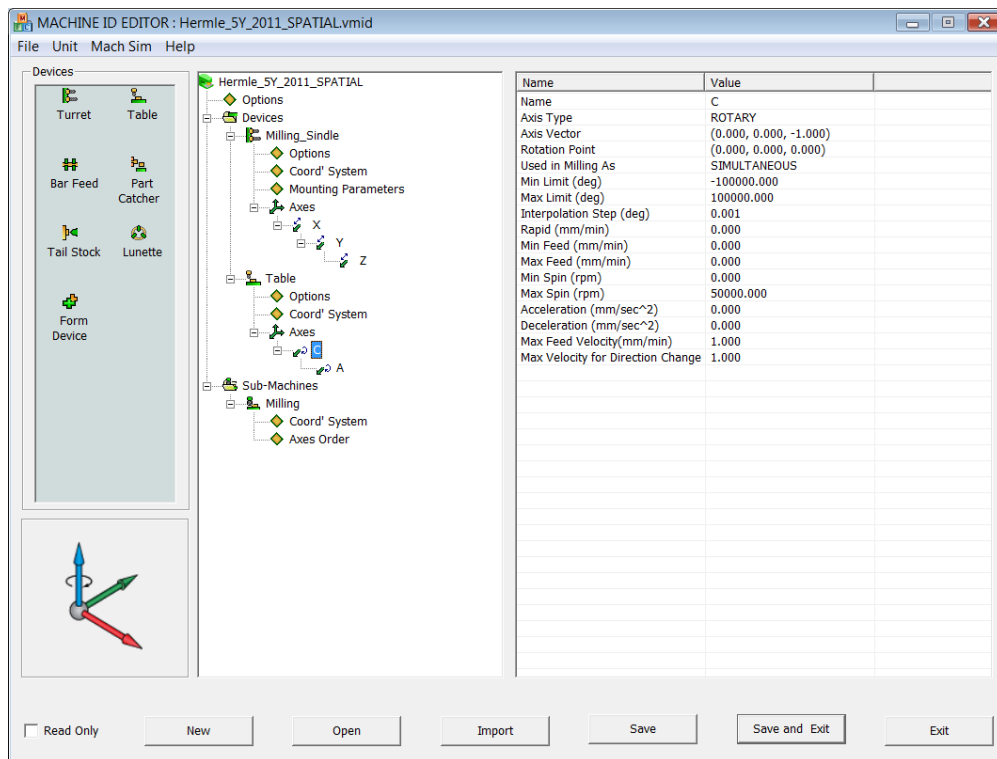 MACHINE ID EDITOR : Hermle_5Y_2011_SPATIAL.vmid
File Unit Mach Sim Help
Devices
Turret Table
Bar Feed Part Catcher
Tail Stock Lunette
Form Device
Hermle_5Y_2011_SPATIAL
Options
Devices
Milling_Sindle
Options
Coord' System
Mounting Parameters
Axes
X
Y
Z
Table
Options
Coord' System
Axes
C
A
Sub-Machines
Milling
Coord' System
Axes Order
Name Value
Name C
Axis Type ROTARY
Axis Vector (0.000, 0.000, -1.000)
Rotation Point (0.000, 0.000, 0.000)
Used in Milling As SIMULTANEOUS
Min Limit (deg) -100000.000
Max Limit (deg) 100000.000
Interpolation Step (deg) 0.001
Rapid (mm/min) 0.000
Min Feed (mm/min) 0.000
Max Feed (mm/min) 0.000
Min Spin (rpm) 0.000
Max Spin (rpm) 50000.000
Acceleration (mm/sec^2) 0.000
Deceleration (mm/sec^2) 0.000
Max Feed Velocity(mm/min) 1.000
Max Velocity for Direction Change 1.000
Read Only New Open Import Save Save and Exit Exit